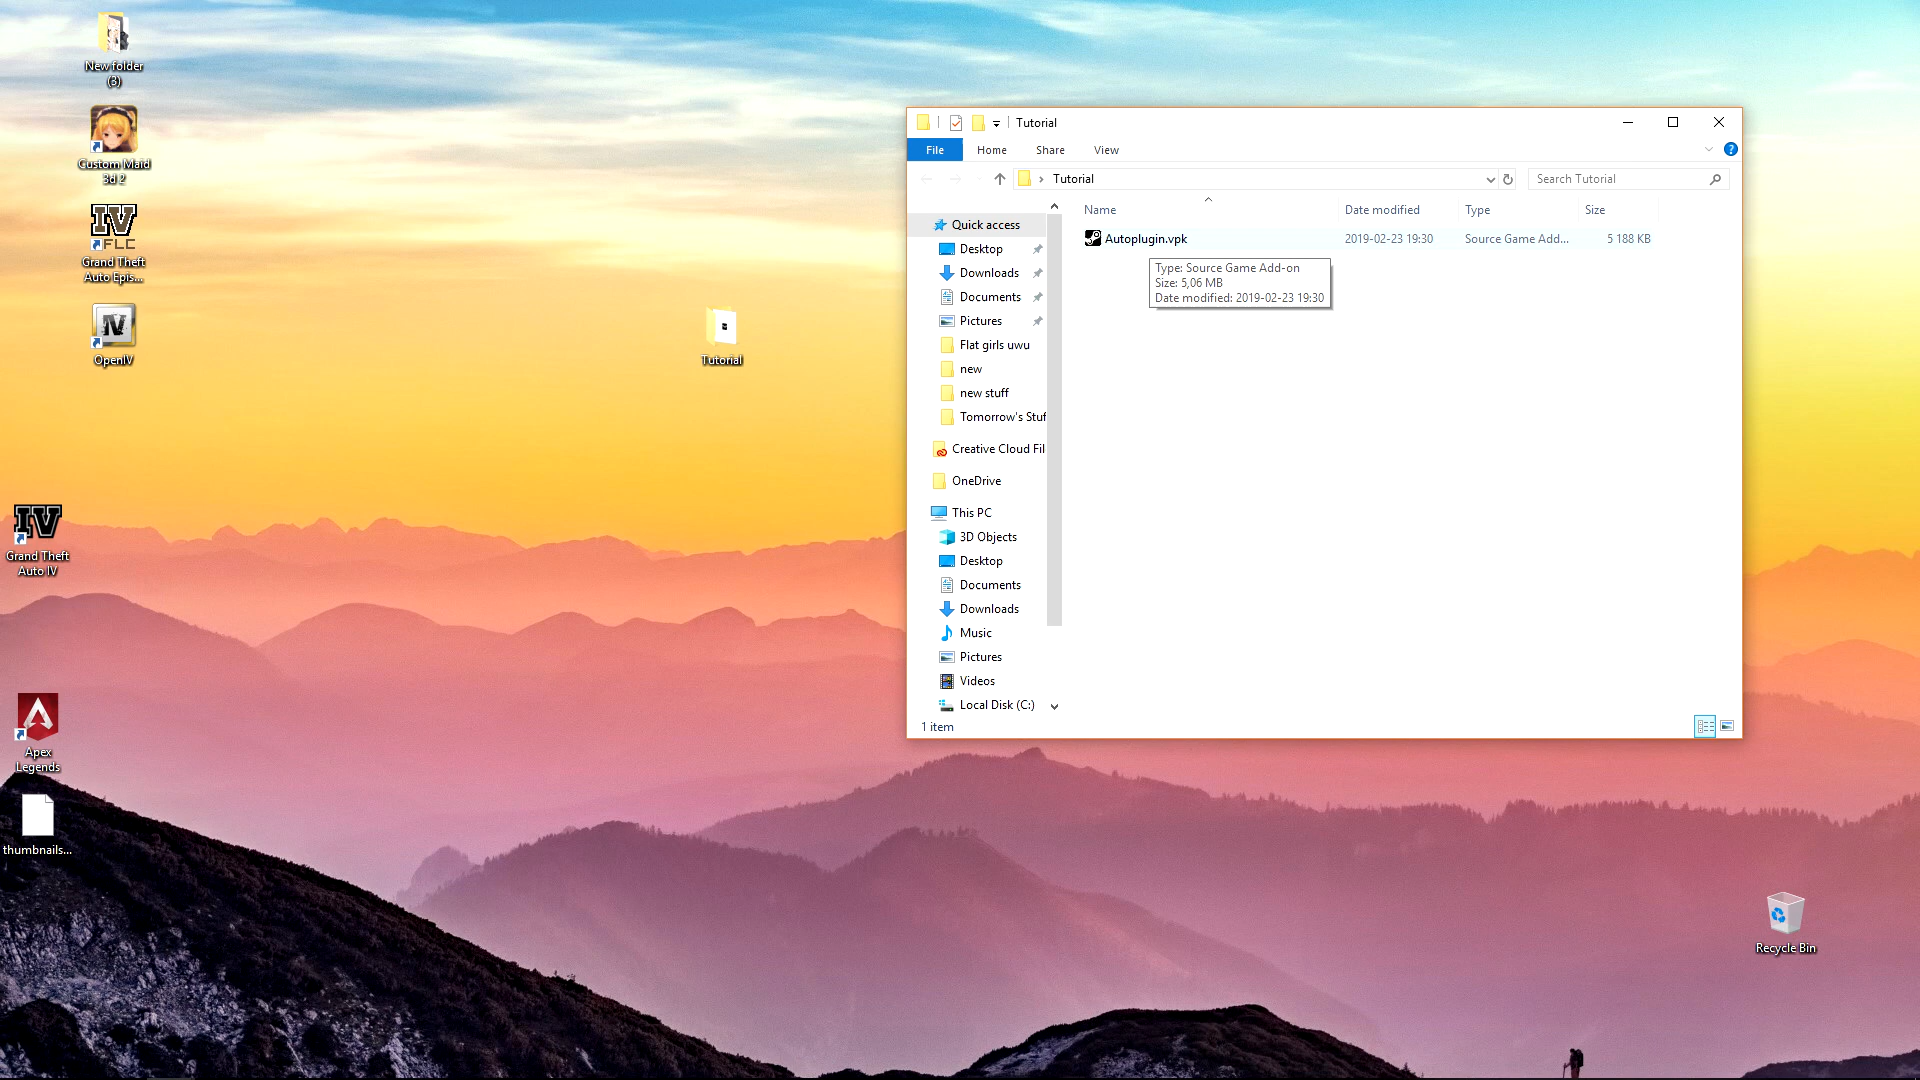 New folder
(3)
Custom Maid
3d 2
IV
FLC
Grand Theft
Auto Epis...
IV
OpenIV
IV
Grand Theft
Auto IV
Apex
Legends
thumbnails...
Tutorial
Tutorial
File
Home
Share
View
Tutorial
Search Tutorial
Name
Date modified
Type
Size
Autoplugin.vpk
2019-02-23 19:30
Source Game Add...
5 188 KB
Type: Source Game Add-on
Size: 5,06 MB
Date modified: 2019-02-23 19:30
Quick access
Desktop
Downloads
Documents
Pictures
Flat girls uwu
new
new stuff
Tomorrow's Stuf
Creative Cloud Fil
OneDrive
This PC
3D Objects
Desktop
Documents
Downloads
Music
Pictures
Videos
Local Disk (C:)
1 item
Recycle Bin